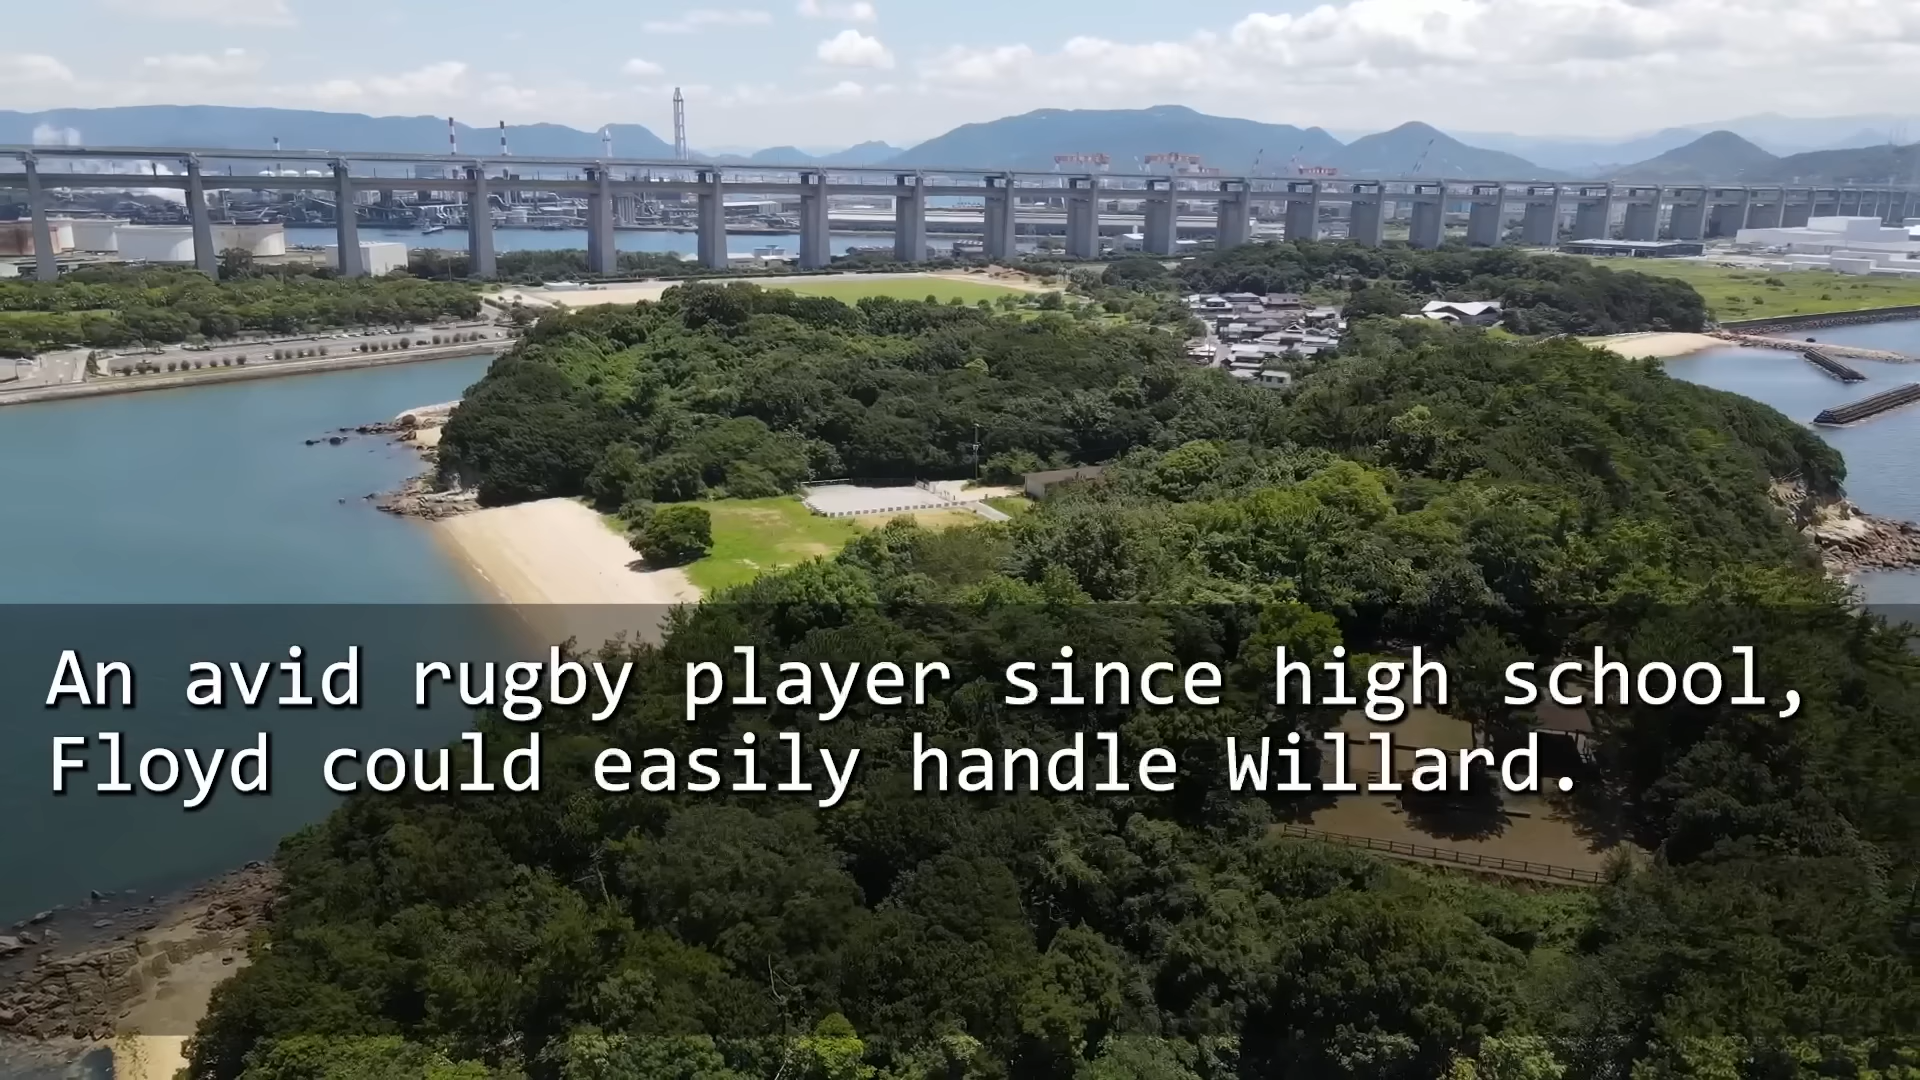 An avid rugby player since high school,
Floyd could easily handle Willard.